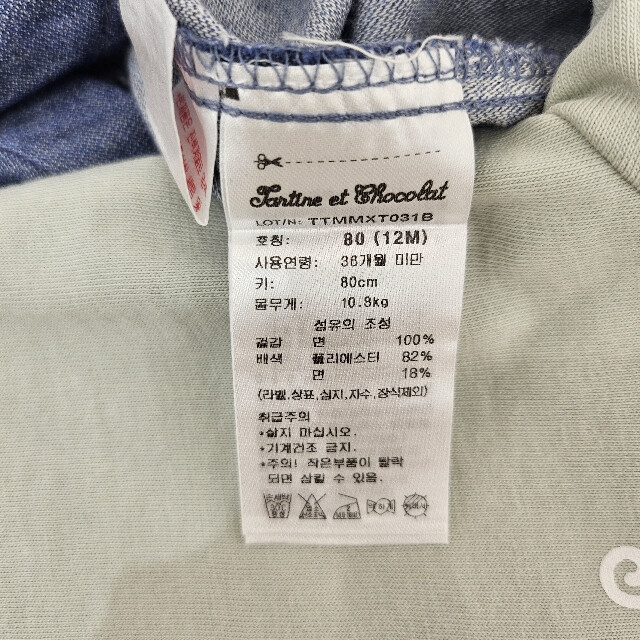 Tartine et Chocolat
LOT/N: TTMMXT031B
호칭: 80 (12M)
사용연령: 36개월 미만
키: 80cm
몸무게: 10.8kg
섬유의 조성
겉감 면 100%
배색 폴리에스터 82%
면 18%
(라벨,상표,심지,자수,장식제외)
취급주의
•삶지 마십시오.
•기계건조 금지.
•주의! 작은부품이 탈락
되면 삼킬 수 있음.